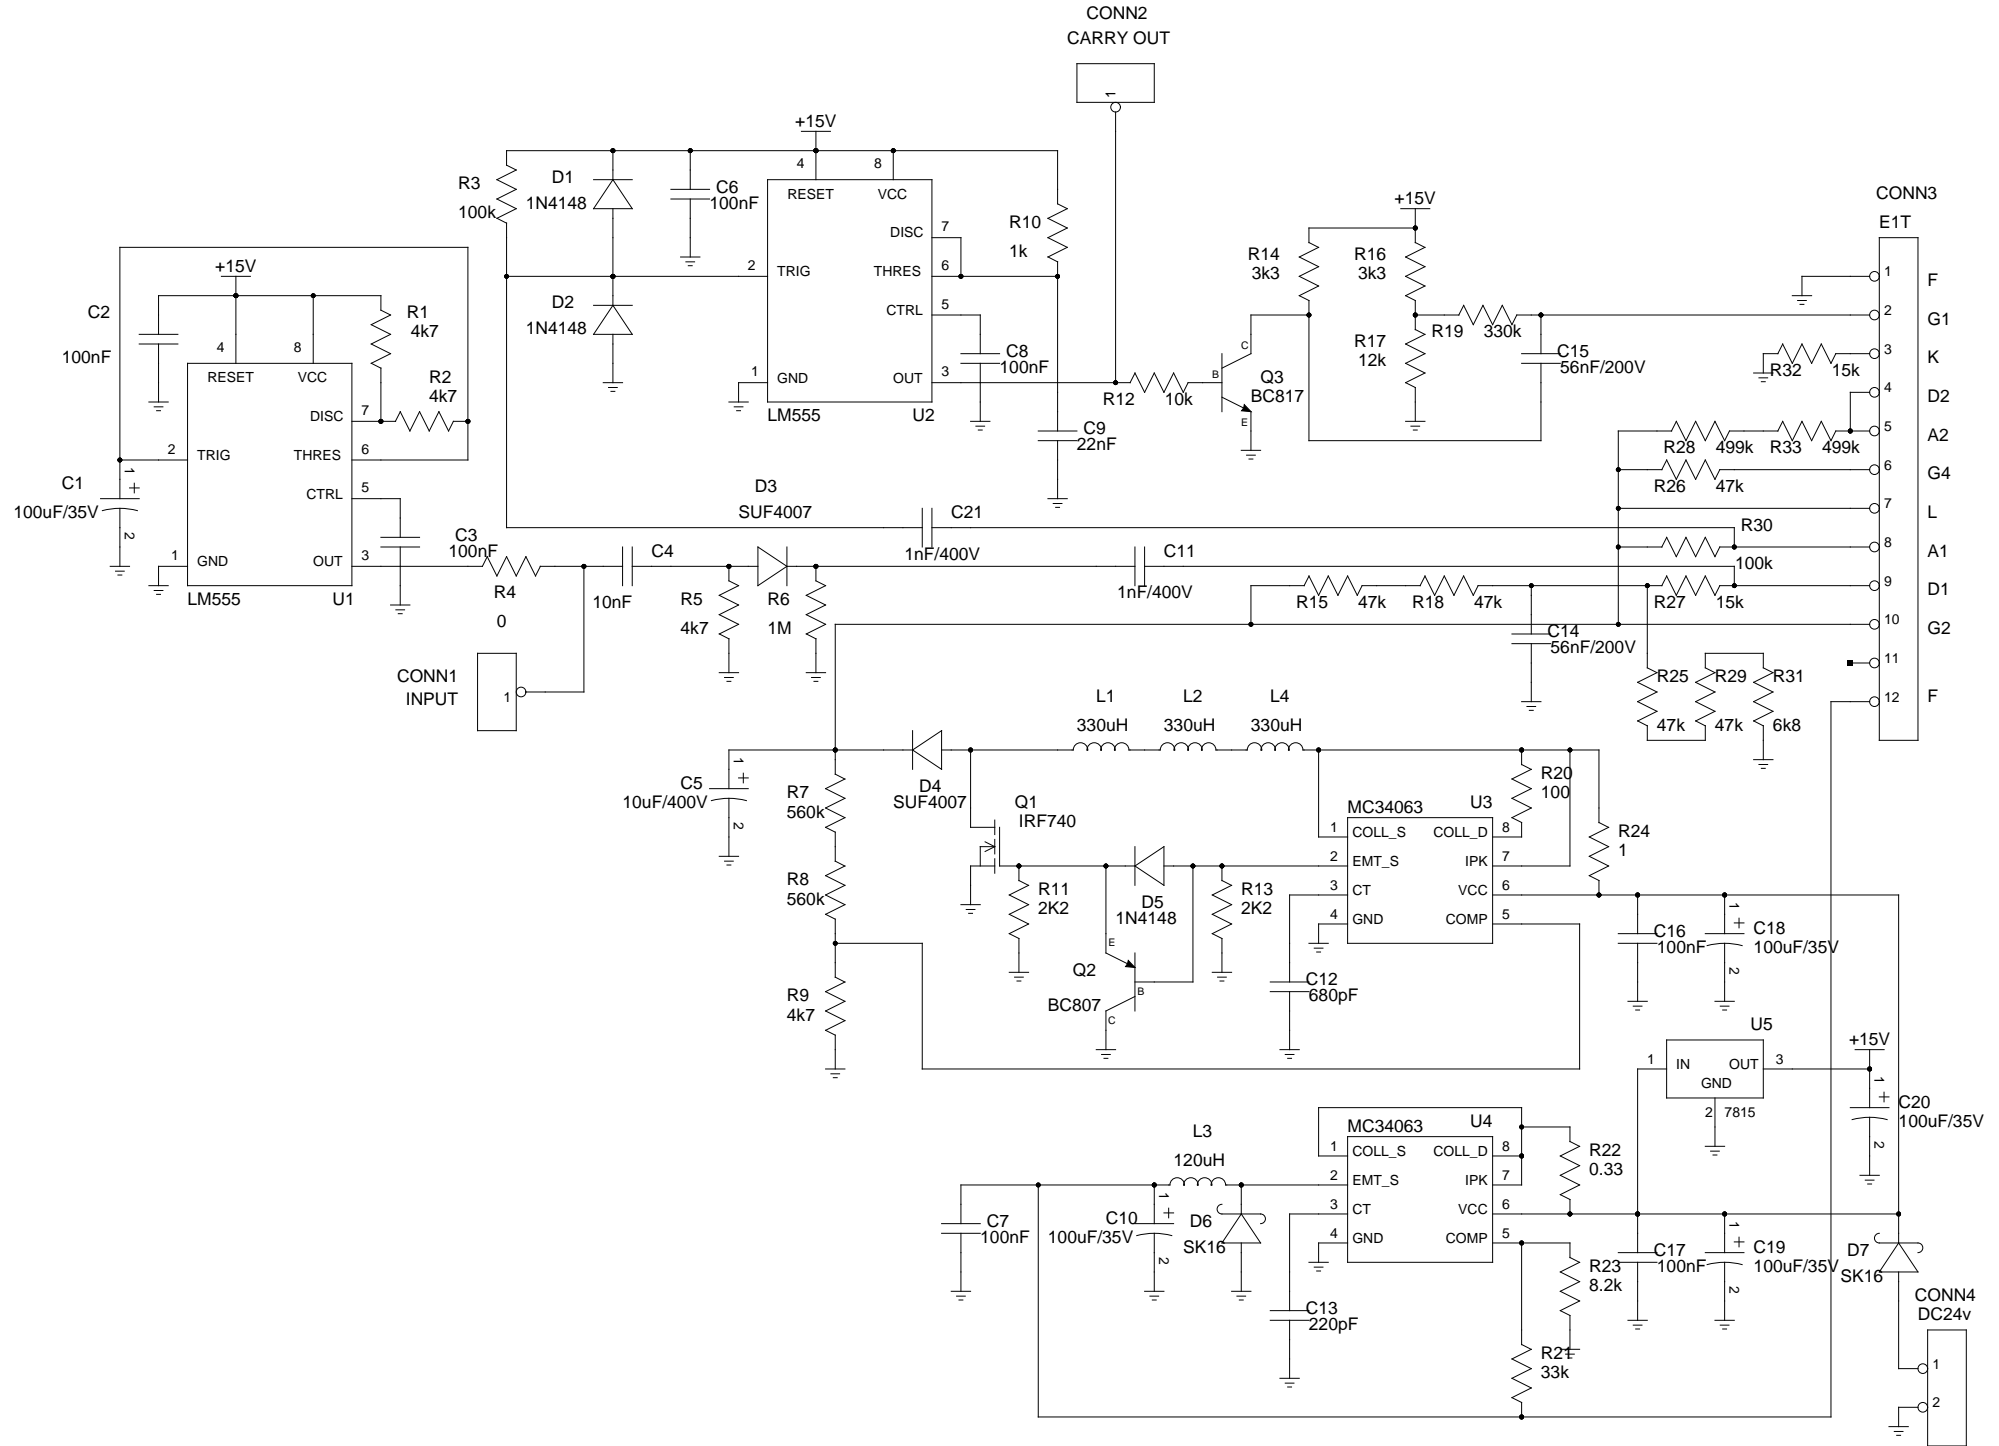 CONN2
CARRY OUT
1
+15V
4
8
RESET
VCC
DISC
7
TRIG
2
THRES
6
CTRL
5
GND
1
OUT
3
LM555
U2
R3
100k
D1
1N4148
C6
100nF
D2
1N4148
R10
1k
C8
100nF
C9
22nF
R12
10k
B
C
E
Q3
BC817
R14
3k3
+15V
R16
3k3
R17
12k
R19
330k
C15
56nF/200V
CONN3
E1T
1
F
2
G1
3
K
4
D2
5
A2
6
G4
7
L
8
A1
9
D1
10
G2
11
12
F
R32
15k
R28
499k
R33
499k
R26
47k
R30
100k
R15
47k
R18
47k
R27
15k
C14
56nF/200V
R25
47k
R29
47k
R31
6k8
+15V
C2
100nF
R1
4k7
R2
4k7
4
8
RESET
VCC
DISC
7
TRIG
2
THRES
6
CTRL
5
GND
1
OUT
3
LM555
U1
C1
100uF/35V
1
+
2
C3
100nF
R4
0
C4
10nF
R5
4k7
D3
SUF4007
R6
1M
C21
1nF/400V
C11
1nF/400V
CONN1
INPUT
1
L1
330uH
L2
330uH
L4
330uH
C5
10uF/400V
1
+
2
R7
560k
R8
560k
R9
4k7
D4
SUF4007
Q1
IRF740
R11
2K2
D5
1N4148
R13
2K2
Q2
BC807
E
B
C
MC34063
U3
1
COLL_S
COLL_D
8
2
EMT_S
IPK
7
3
CT
VCC
6
4
GND
COMP
5
R20
100
R24
1
C12
680pF
C16
100nF
C18
100uF/35V
1
+
2
U5
1
IN
OUT
3
GND
2
7815
+15V
C20
100uF/35V
1
+
2
MC34063
U4
1
COLL_S
COLL_D
8
2
EMT_S
IPK
7
3
CT
VCC
6
4
GND
COMP
5
L3
120uH
C7
100nF
C10
100uF/35V
1
+
2
D6
SK16
C13
220pF
R22
0.33
R23
8.2k
R21
33k
C17
100nF
C19
100uF/35V
1
+
2
D7
SK16
CONN4
DC24v
1
2